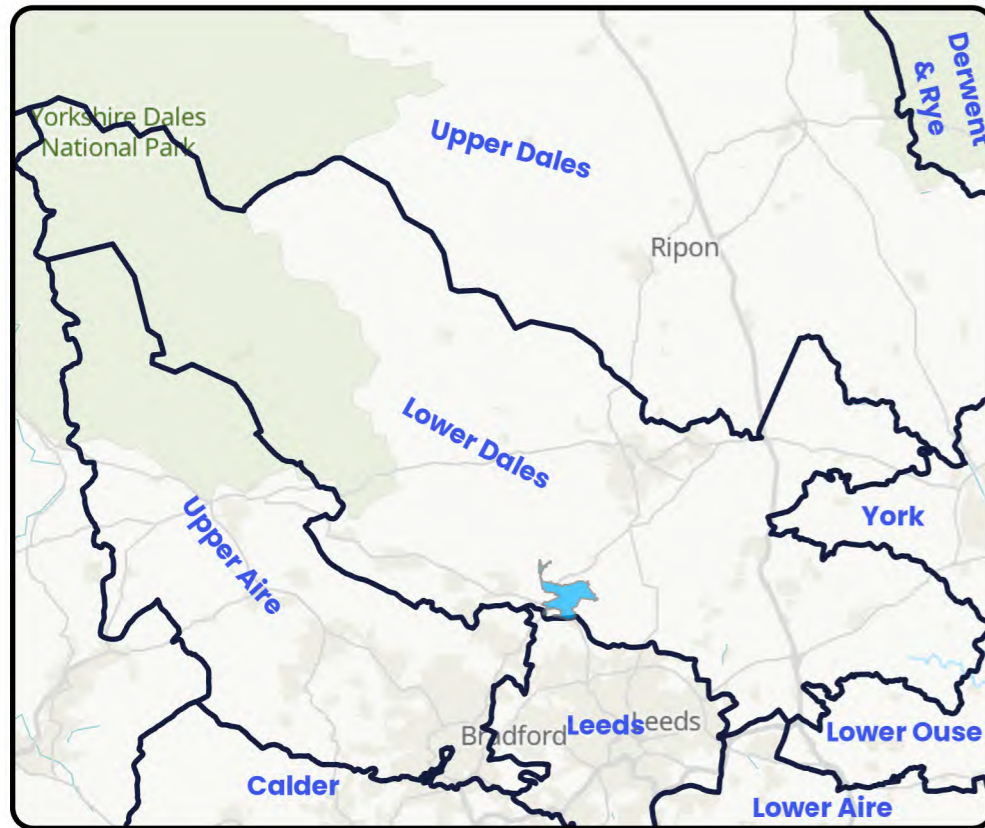 Derwent
& Rye
Yorkshire Dales
National Park
Upper Dales
Ripon
Lower Dales
Upper Aire
York
Bradford
Leeds
Leeds
Lower Ouse
Calder
Lower Aire